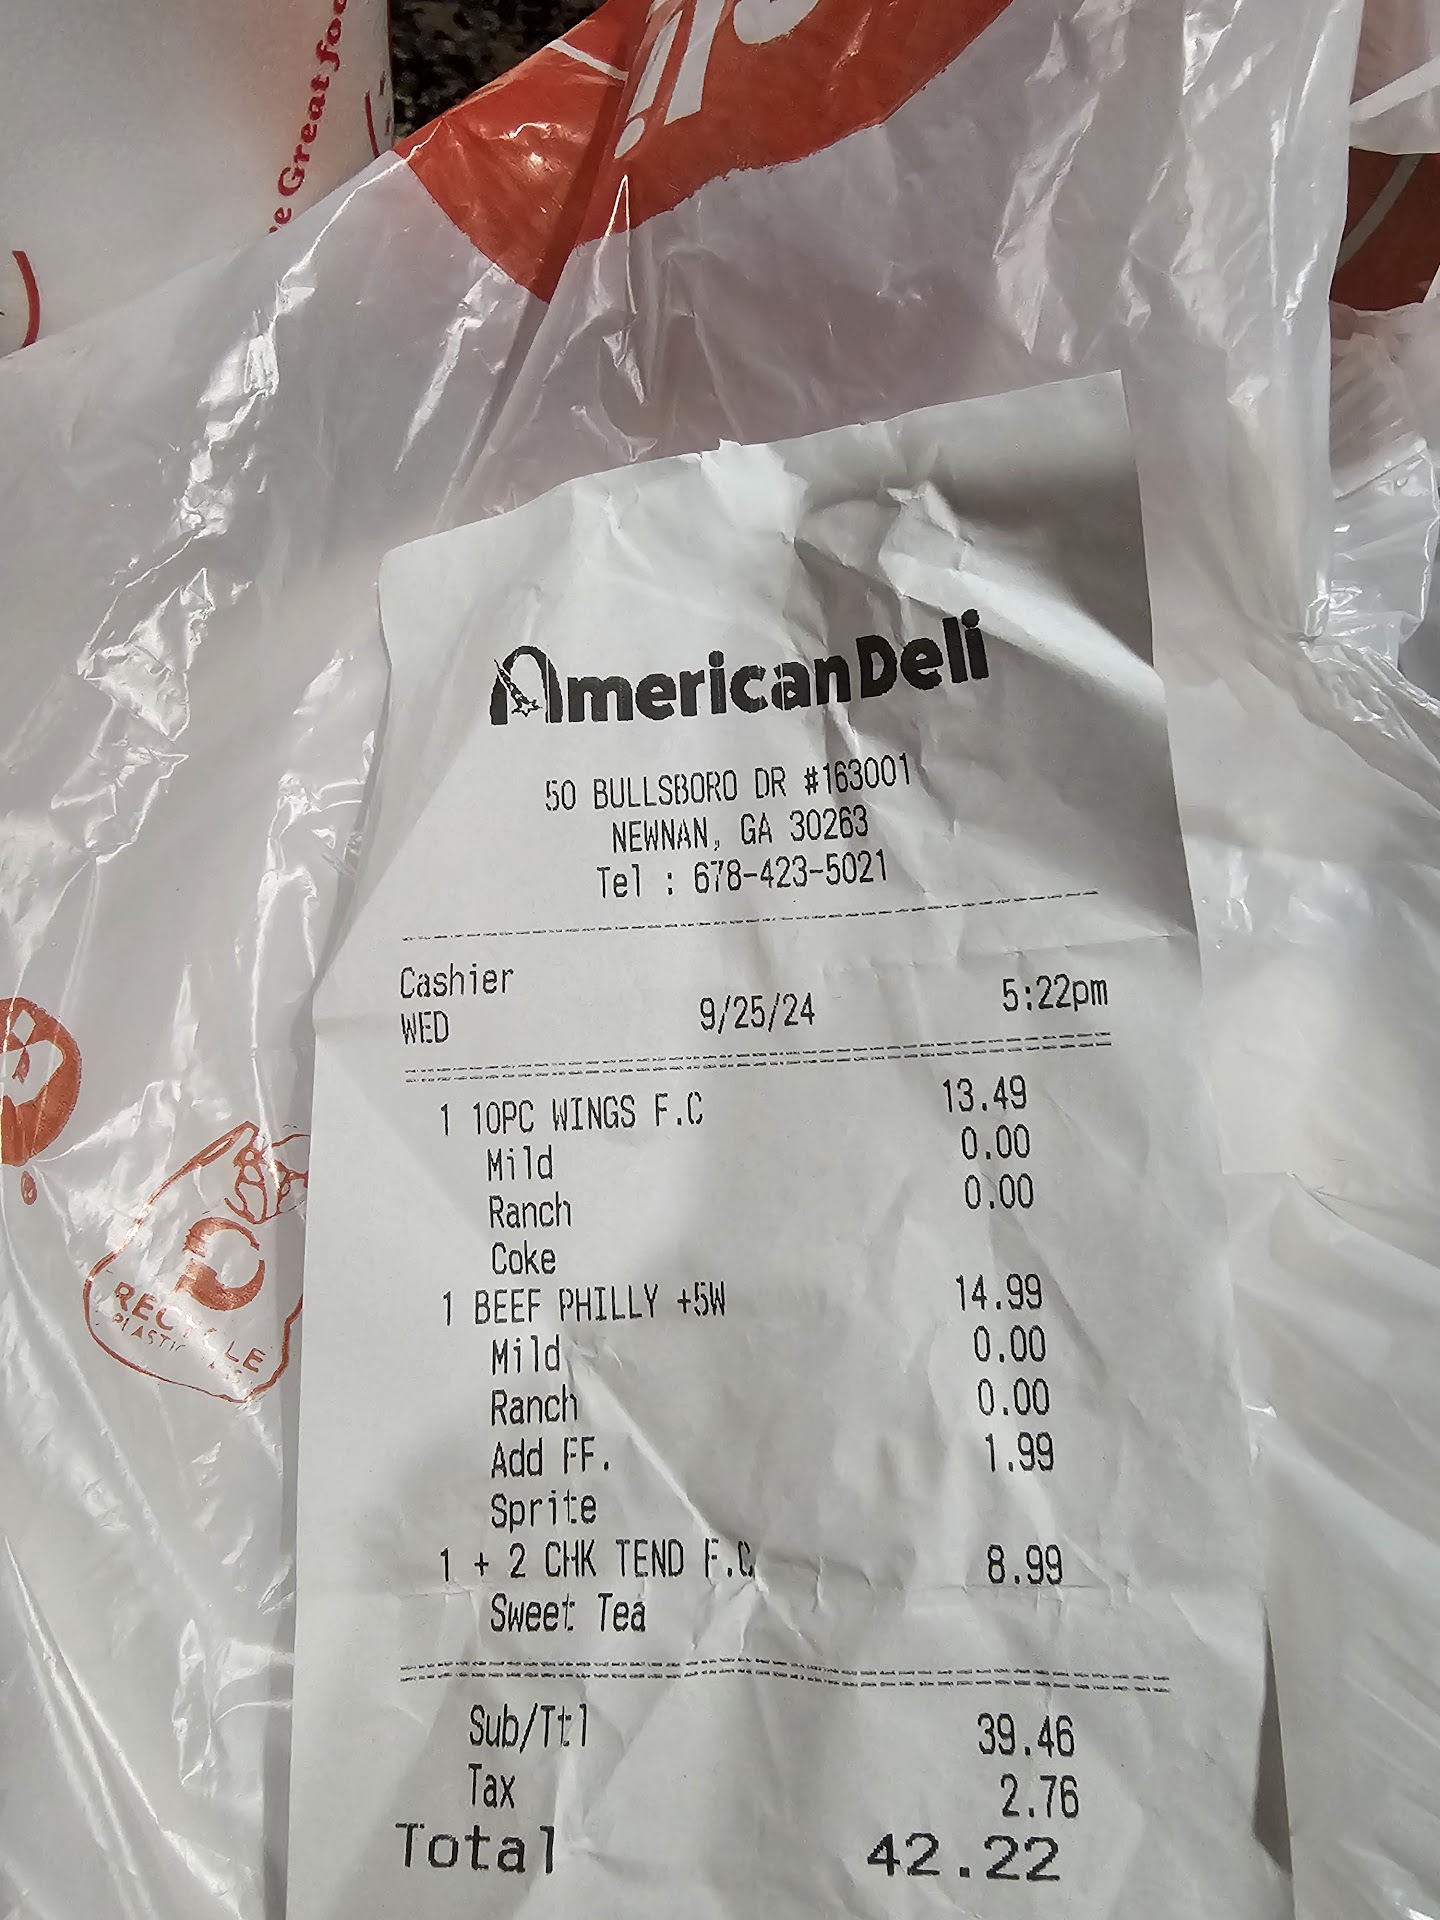 e Great foo
AmericanDeli
50 BULLSBORO DR #163001
NEWNAN, GA 30263
Tel : 678-423-5021
Cashier
WED 9/25/24 5:22pm
1 10PC WINGS F.C 13.49
Mild 0.00
Ranch 0.00
Coke
1 BEEF PHILLY +5W 14.99
Mild 0.00
Ranch 0.00
Add FF. 1.99
Sprite
1 + 2 CHK TEND F.C 8.99
Sweet Tea
Sub/Ttl 39.46
Tax 2.76
Total 42.22
RECYCLE
PLASTIC